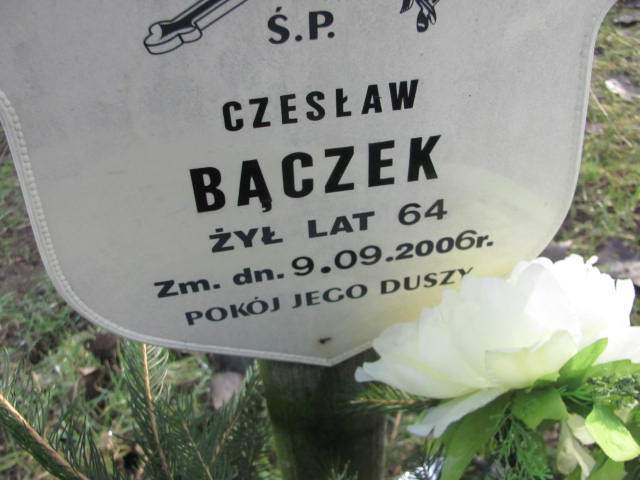 Ś.P.
CZESŁAW
BĄCZEK
ŻYŁ LAT 64
Zm. dn. 9.09.2006r.
POKÓJ JEGO DUSZY